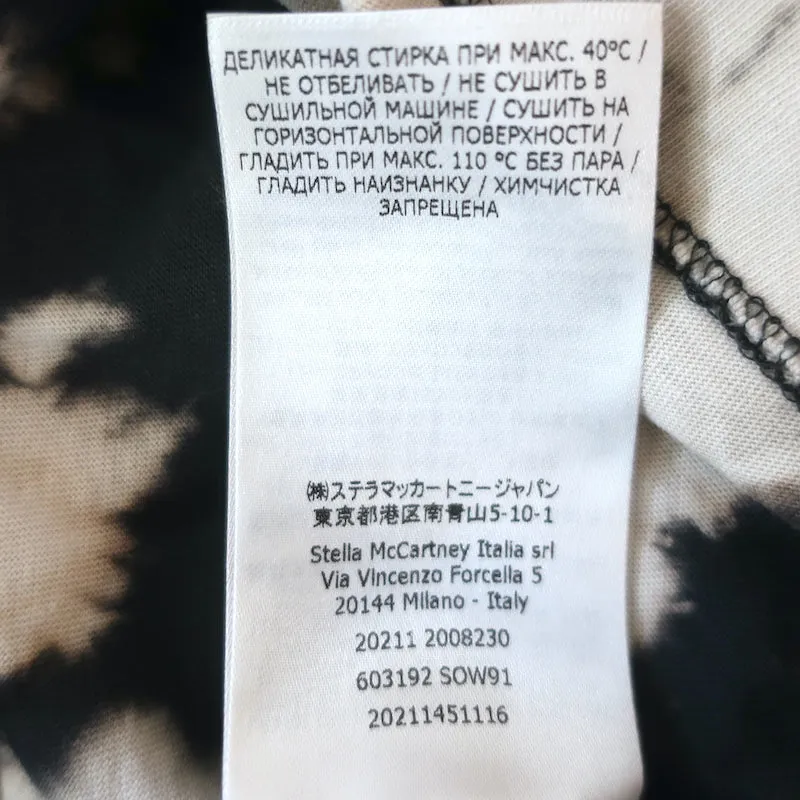 ДЕЛИКАТНАЯ СТИРКА ПРИ МАКС. 40ºC /
НЕ ОТБЕЛИВАТЬ / НЕ СУШИТЬ В
СУШИЛЬНОЙ МАШИНЕ / СУШИТЬ НА
ГОРИЗОНТАЛЬНОЙ ПОВЕРХНОСТИ /
ГЛАДИТЬ ПРИ МАКС. 110 ºC БЕЗ ПАРА /
ГЛАДИТЬ НАИЗНАНКУ / ХИМЧИСТКА
ЗАПРЕЩЕНА
㈱ステラマッカートニージャパン
東京都港区南青山5-10-1
Stella McCartney Italia srl
Via Vincenzo Forcella 5
20144 Milano - Italy
20211 2008230
603192 SOW91
20211451116